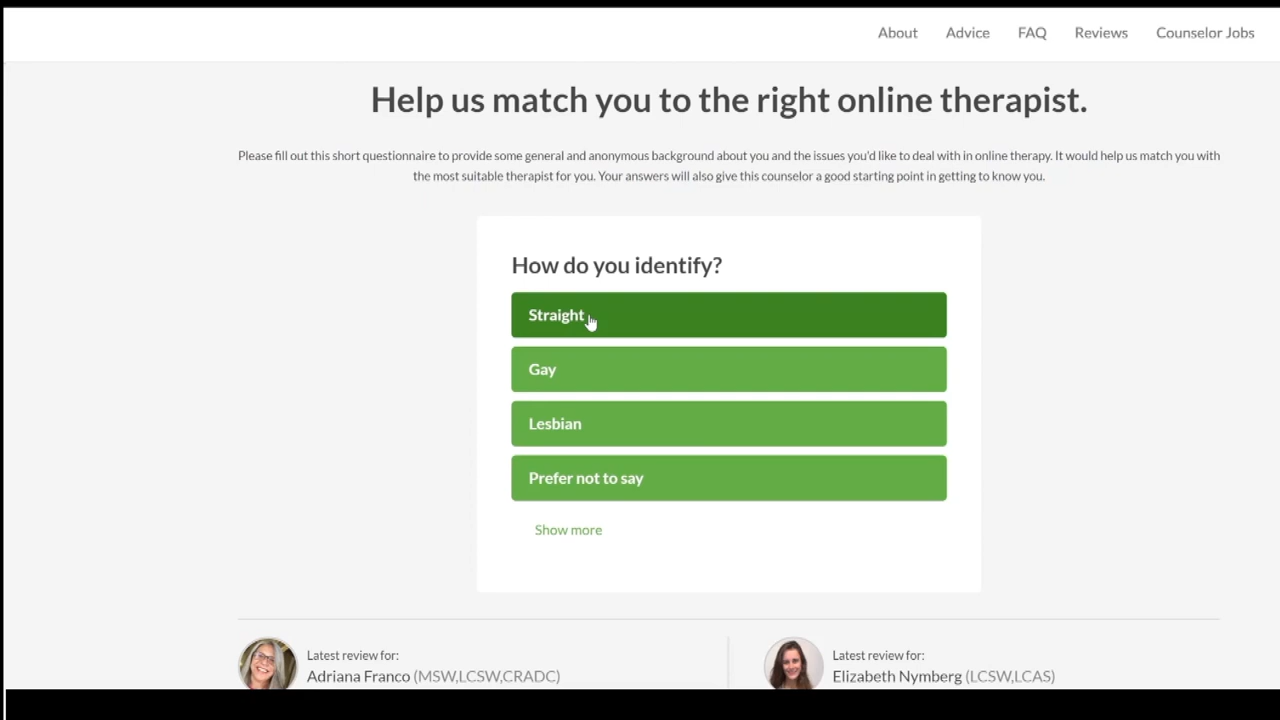 About Advice FAQ Reviews Counselor Jobs
Help us match you to the right online therapist.
Please fill out this short questionnaire to provide some general and anonymous background about you and the issues you'd like to deal with in online therapy. It would help us match you with
the most suitable therapist for you. Your answers will also give this counselor a good starting point in getting to know you.
How do you identify?
Straight
Gay
Lesbian
Prefer not to say
Show more
Latest review for:
Adriana Franco (MSW,LCSW,CRADC)
Latest review for:
Elizabeth Nymberg (LCSW,LCAS)